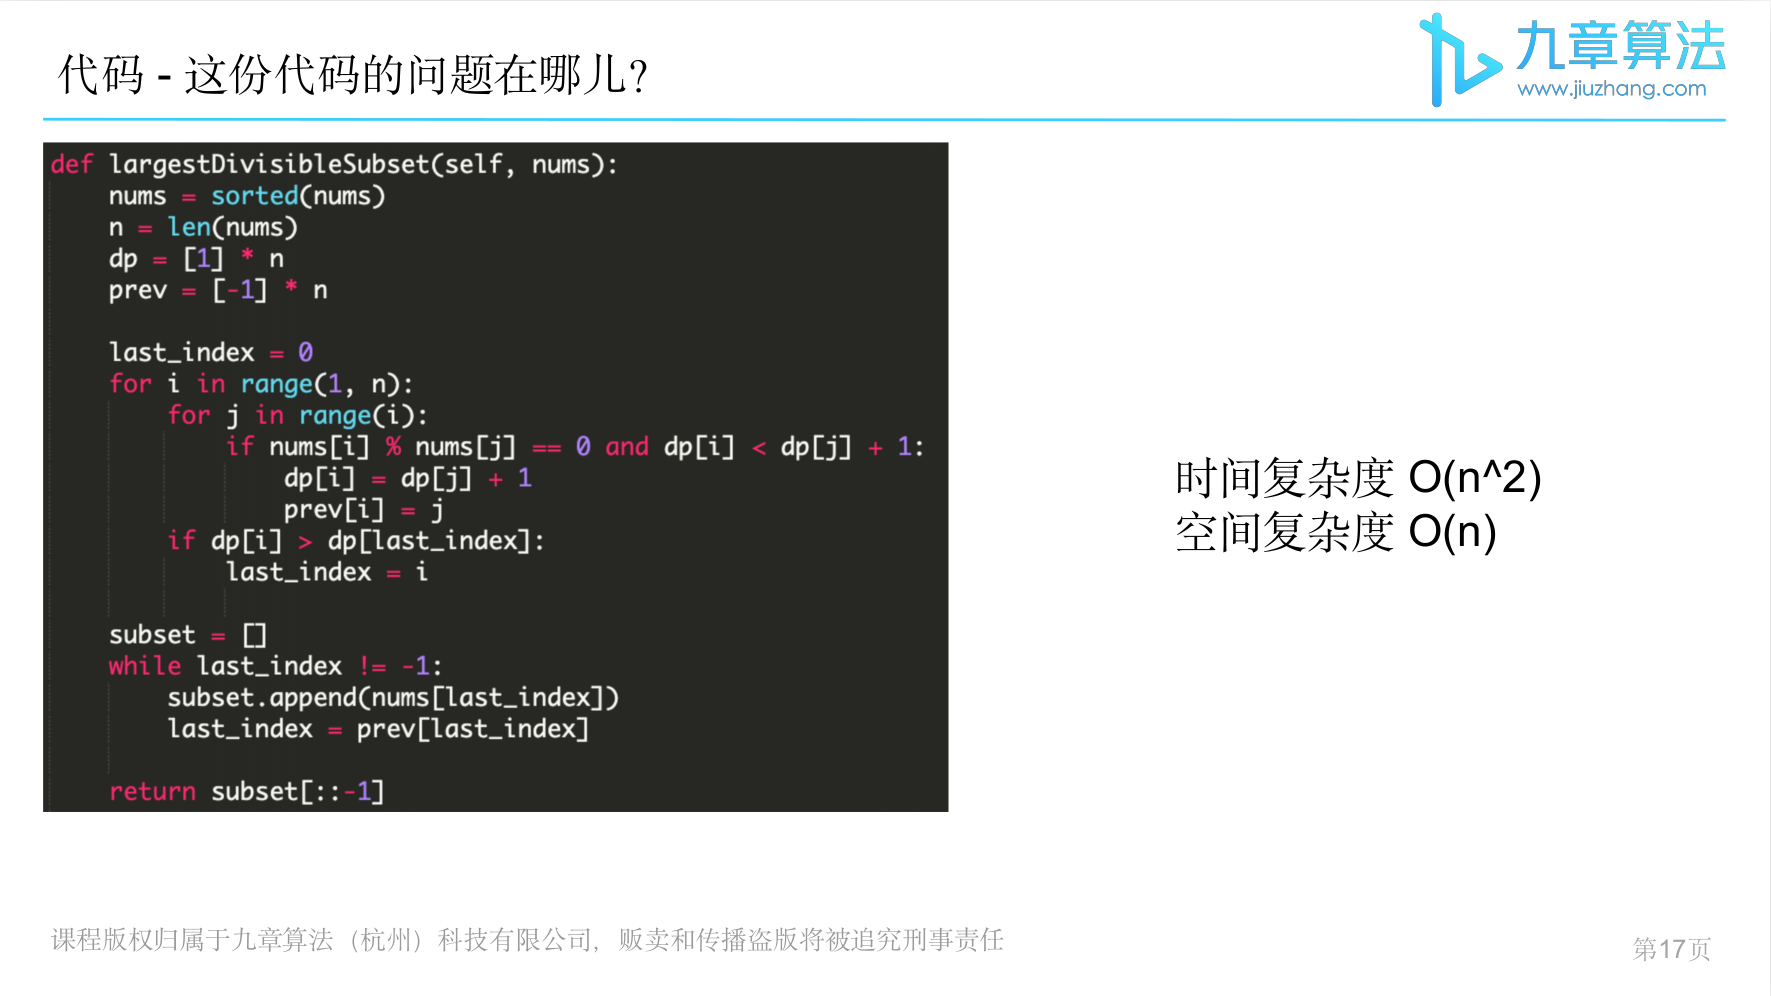 代码 - 这份代码的问题在哪儿？
九章算法
www.jiuzhang.com
def largestDivisibleSubset(self, nums):
    nums = sorted(nums)
    n = len(nums)
    dp = [1] * n
    prev = [-1] * n

    last_index = 0
    for i in range(1, n):
        for j in range(i):
            if nums[i] % nums[j] == 0 and dp[i] < dp[j] + 1:
                dp[i] = dp[j] + 1
                prev[i] = j
        if dp[i] > dp[last_index]:
            last_index = i

    subset = []
    while last_index != -1:
        subset.append(nums[last_index])
        last_index = prev[last_index]

    return subset[::-1]
时间复杂度 O(n^2)
空间复杂度 O(n)
课程版权归属于九章算法（杭州）科技有限公司，贩卖和传播盗版将被追究刑事责任
第17页